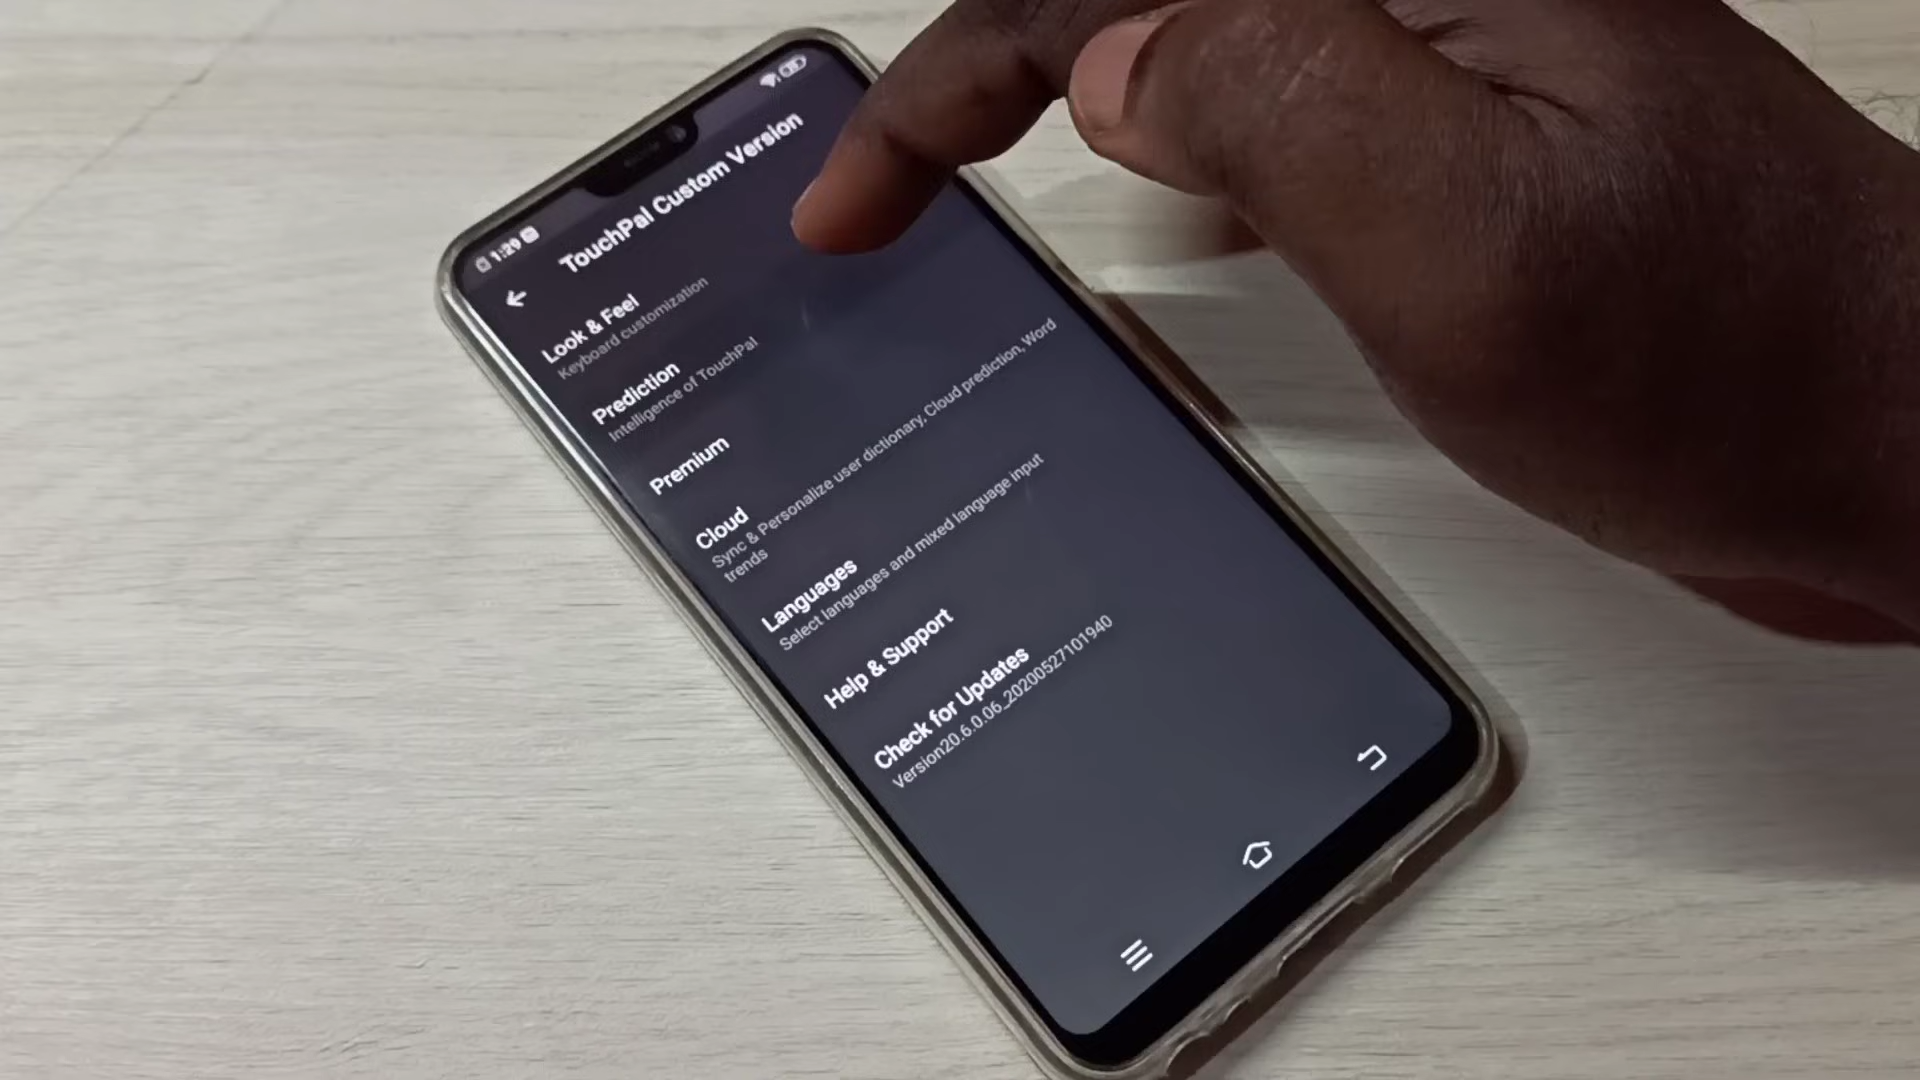 1:29
TouchPal Custom Version
Look & Feel
Keyboard customization
Prediction
Intelligence of TouchPal
Premium
Cloud
Sync & Personalize user dictionary, Cloud prediction, Word
trends
Languages
Select languages and mixed language input
Help & Support
Check for Updates
Version20.6.0.06_20200527101940